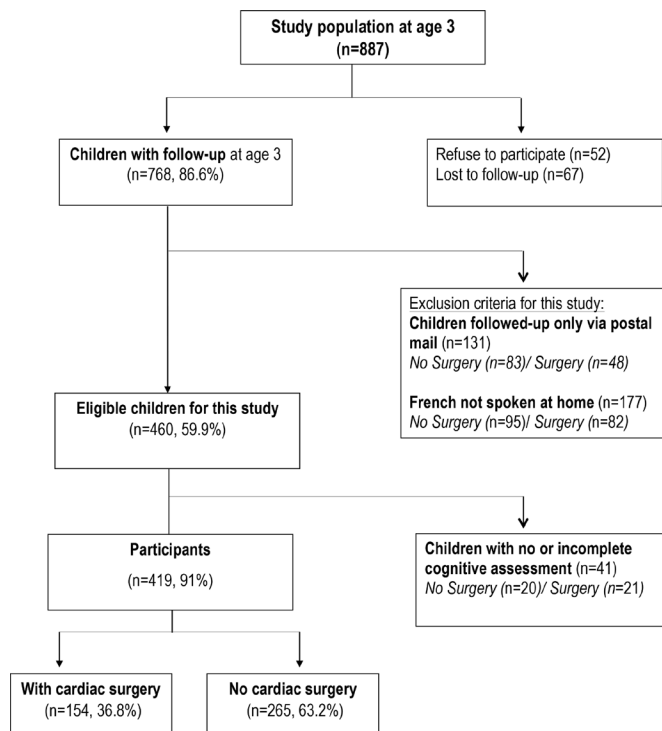 Study population at age 3
(n=887)
Children with follow-up at age 3
(n=768, 86.6%)
Refuse to participate (n=52)
Lost to follow-up (n=67)
Exclusion criteria for this study:
Children followed-up only via postal
mail (n=131)
No Surgery (n=83)/ Surgery (n=48)
French not spoken at home (n=177)
No Surgery (n=95)/ Surgery (n=82)
Eligible children for this study
(n=460, 59.9%)
Participants
(n=419, 91%)
Children with no or incomplete
cognitive assessment (n=41)
No Surgery (n=20)/ Surgery (n=21)
With cardiac surgery
(n=154, 36.8%)
No cardiac surgery
(n=265, 63.2%)